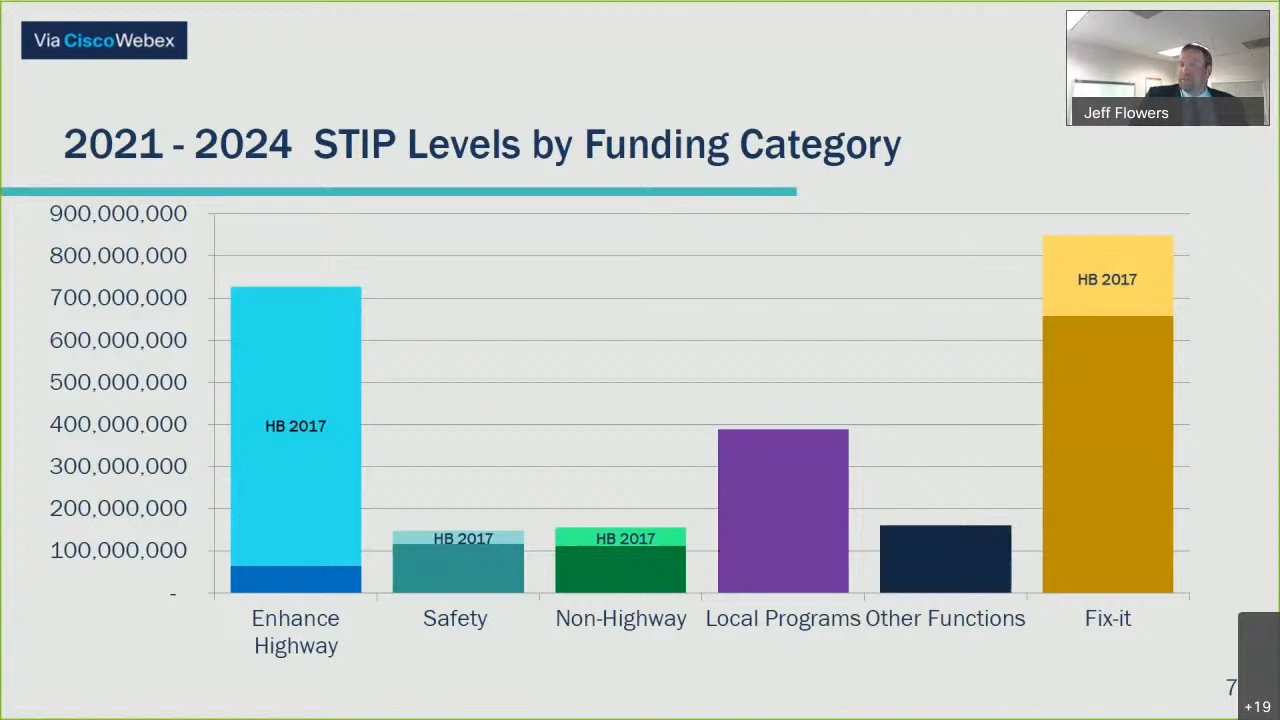 Via CiscoWebex
Jeff Flowers
2021 - 2024 STIP Levels by Funding Category
900,000,000
800,000,000
700,000,000
600,000,000
500,000,000
400,000,000
300,000,000
200,000,000
100,000,000
-
HB 2017
HB 2017
HB 2017
HB 2017
Enhance
Highway
Safety
Non-Highway
Local Programs
Other Functions
Fix-it
7
+19